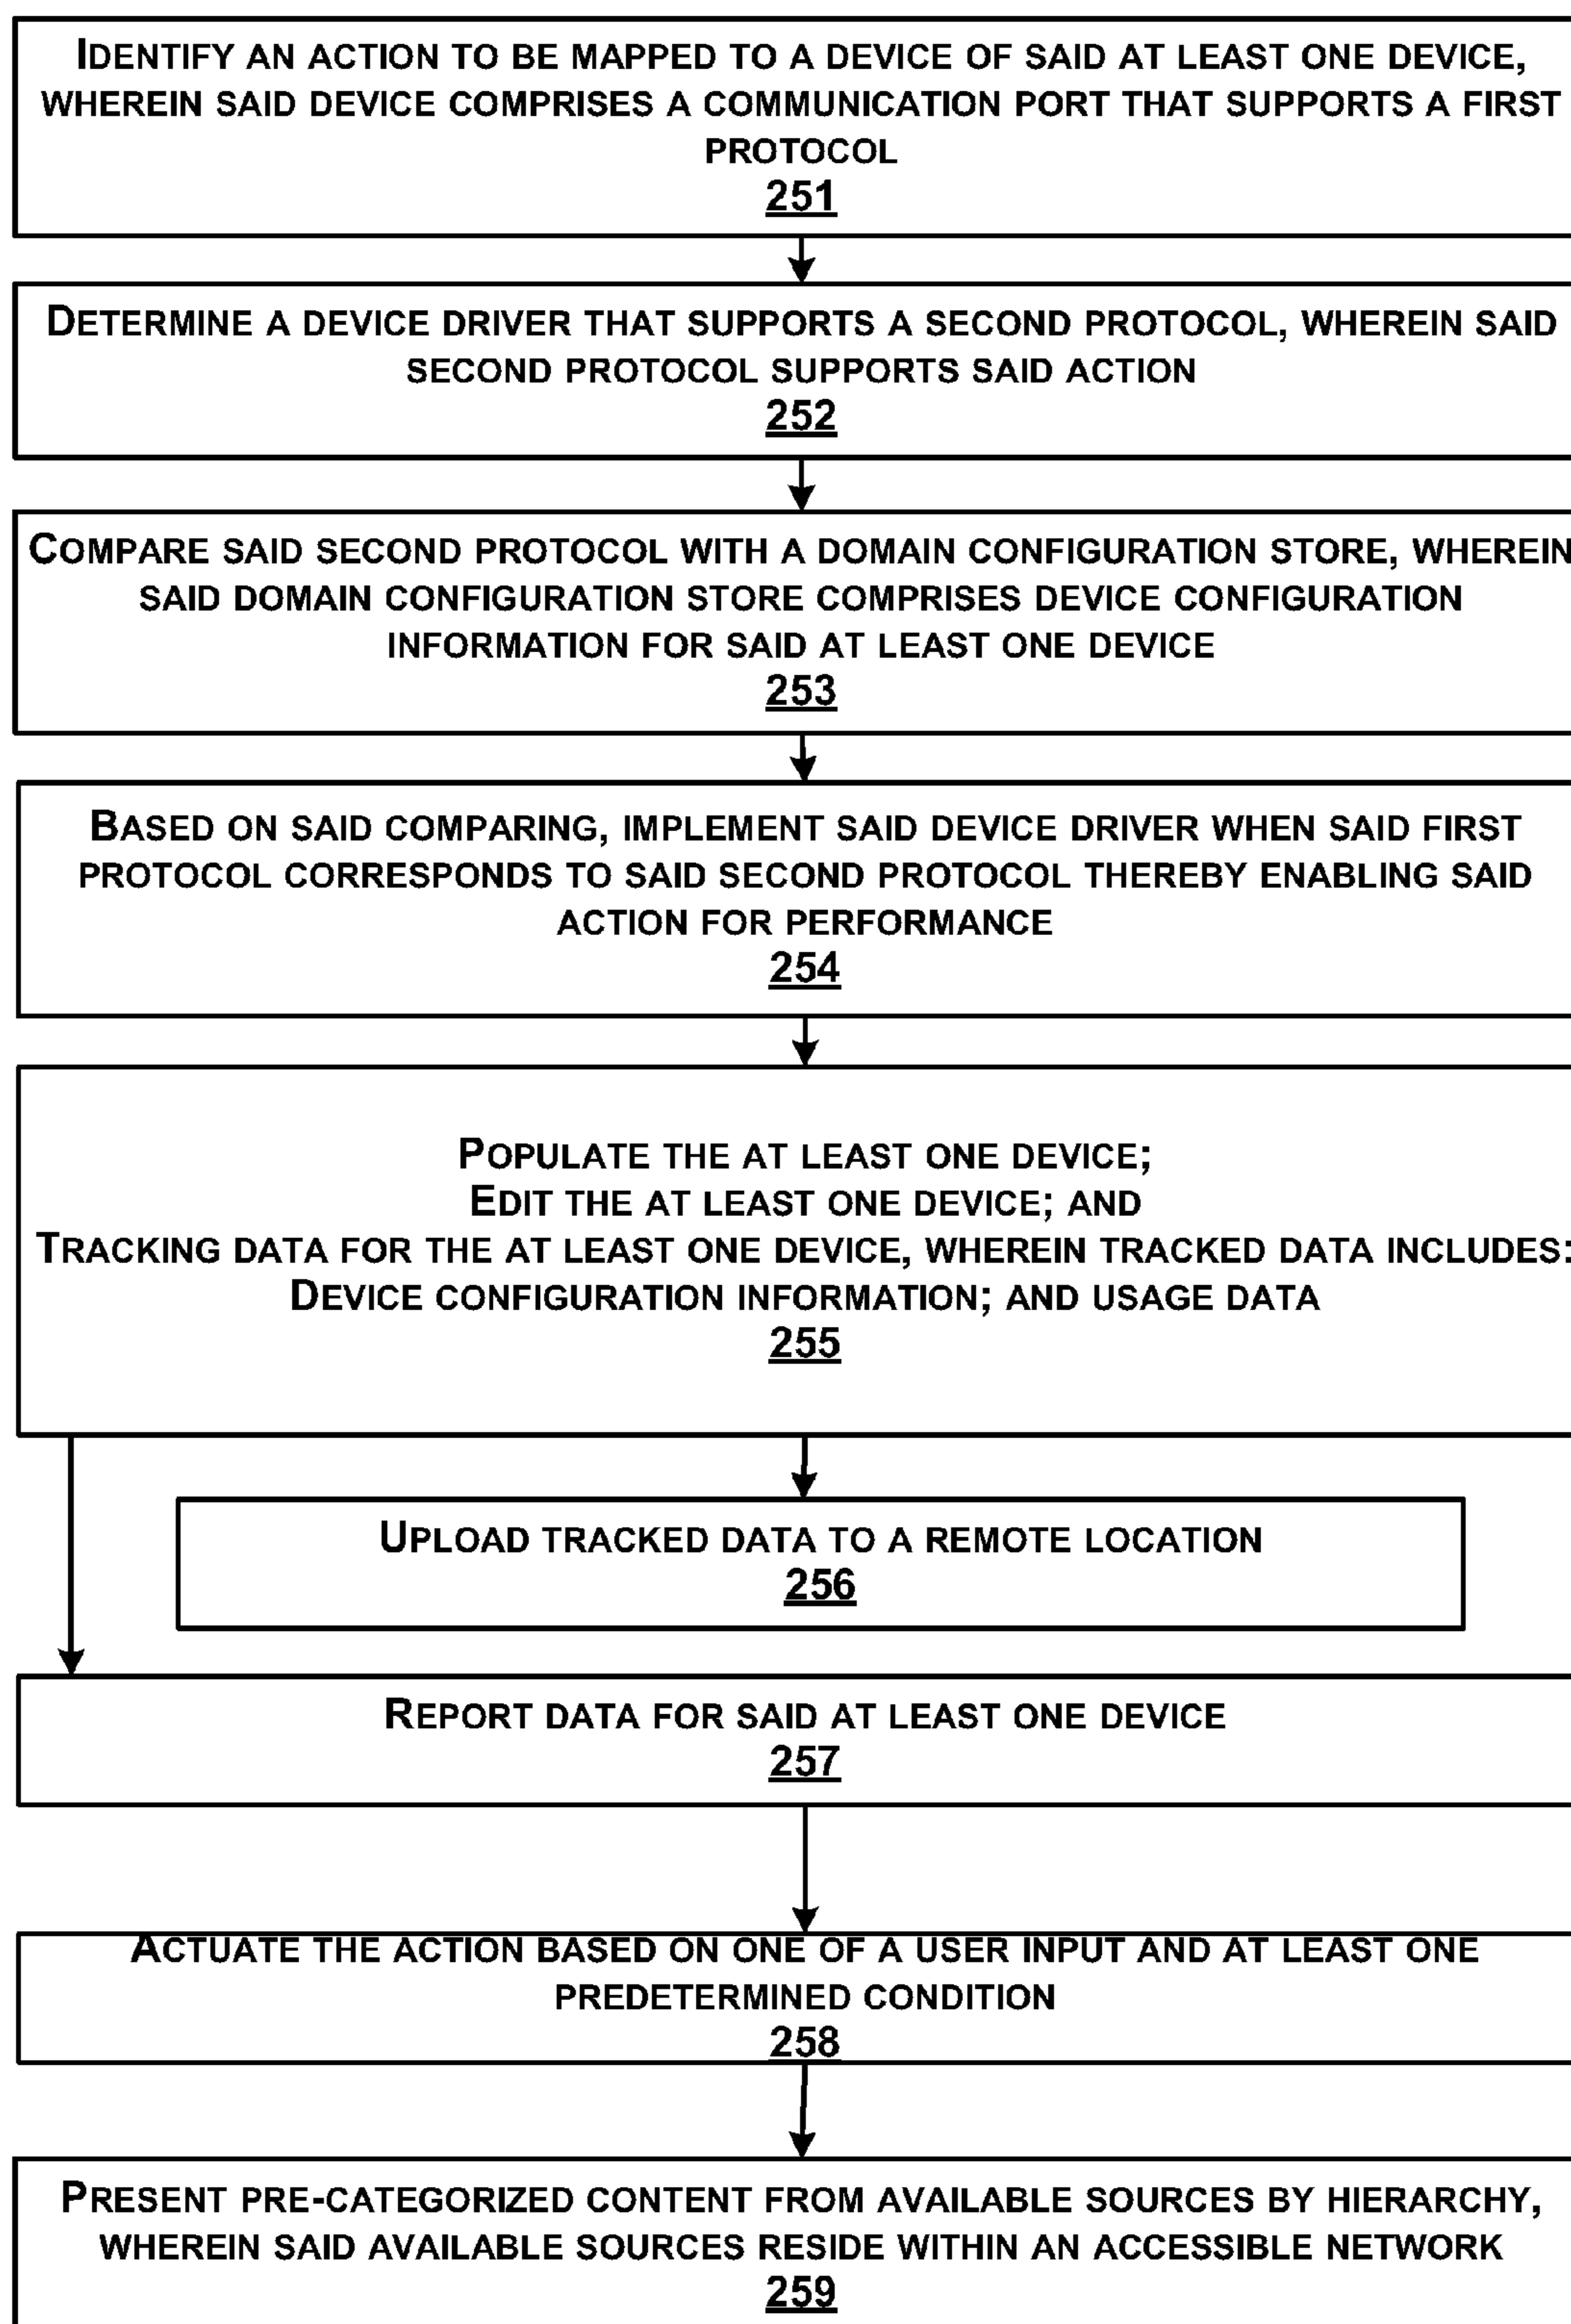 IDENTIFY AN ACTION TO BE MAPPED TO A DEVICE OF SAID AT LEAST ONE DEVICE,
WHEREIN SAID DEVICE COMPRISES A COMMUNICATION PORT THAT SUPPORTS A FIRST
PROTOCOL
251
DETERMINE A DEVICE DRIVER THAT SUPPORTS A SECOND PROTOCOL, WHEREIN SAID
SECOND PROTOCOL SUPPORTS SAID ACTION
252
COMPARE SAID SECOND PROTOCOL WITH A DOMAIN CONFIGURATION STORE, WHEREIN
SAID DOMAIN CONFIGURATION STORE COMPRISES DEVICE CONFIGURATION
INFORMATION FOR SAID AT LEAST ONE DEVICE
253
BASED ON SAID COMPARING, IMPLEMENT SAID DEVICE DRIVER WHEN SAID FIRST
PROTOCOL CORRESPONDS TO SAID SECOND PROTOCOL THEREBY ENABLING SAID
ACTION FOR PERFORMANCE
254
POPULATE THE AT LEAST ONE DEVICE;
EDIT THE AT LEAST ONE DEVICE; AND
TRACKING DATA FOR THE AT LEAST ONE DEVICE, WHEREIN TRACKED DATA INCLUDES:
DEVICE CONFIGURATION INFORMATION; AND USAGE DATA
255
UPLOAD TRACKED DATA TO A REMOTE LOCATION
256
REPORT DATA FOR SAID AT LEAST ONE DEVICE
257
ACTUATE THE ACTION BASED ON ONE OF A USER INPUT AND AT LEAST ONE
PREDETERMINED CONDITION
258
PRESENT PRE-CATEGORIZED CONTENT FROM AVAILABLE SOURCES BY HIERARCHY,
WHEREIN SAID AVAILABLE SOURCES RESIDE WITHIN AN ACCESSIBLE NETWORK
259